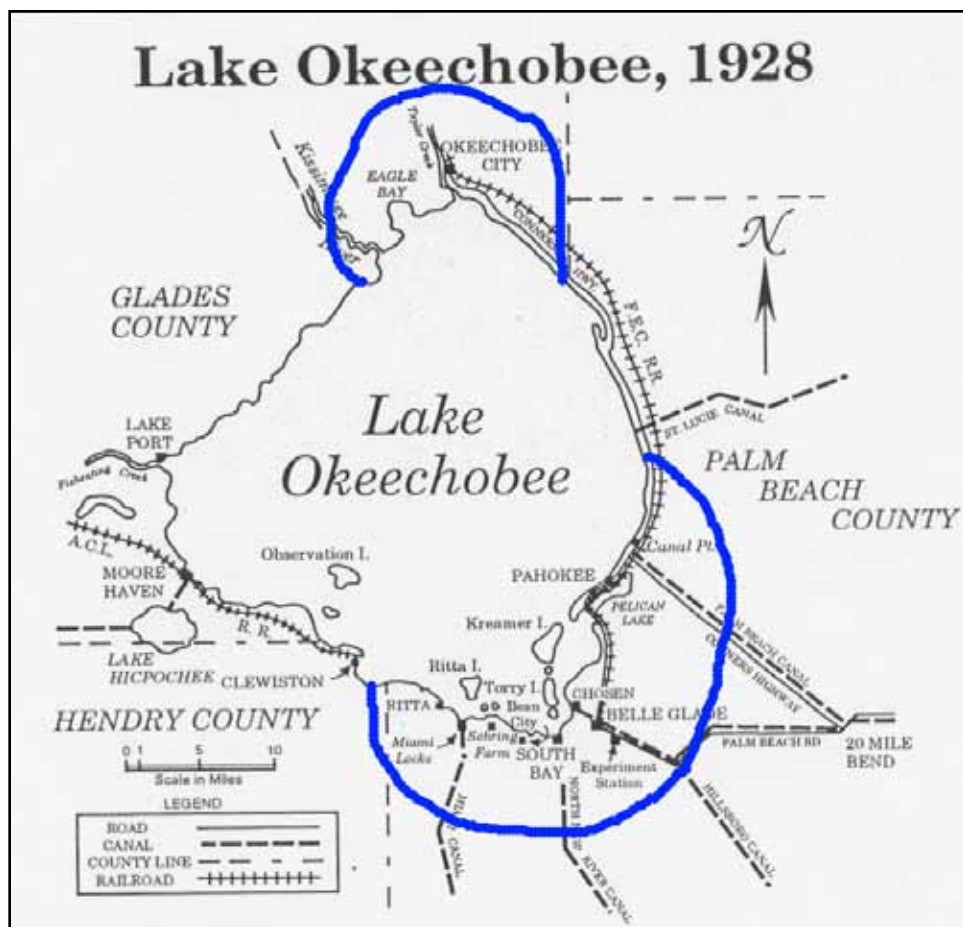 Lake Okeechobee, 1928
Taylor Creek
OKEECHOBEE
CITY
Kissimmee
River
EAGLE
BAY
CONNERS HWY
N
GLADES
COUNTY
F.E.C. R.R.
Lake
Okeechobee
ST. LUCIE CANAL
LAKE
PORT
Fisheating Creek
PALM
BEACH
COUNTY
A.C.L.
R. R.
Observation I.
Canal Pt.
MOORE
HAVEN
PAHOKEE
PELICAN
LAKE
Kreamer I.
PALM BEACH CANAL
CONNERS HIGHWAY
LAKE
HICPOCHEE
CLEWISTON
Ritta I.
Torry I.
CHOSEN
HENDRY COUNTY
RITTA
Bean
City
BELLE GLADE
Miami
Locks
Sebring
Farm
SOUTH
BAY
Experiment
Station
PALM BEACH RD
20 MILE
BEND
0 1 5 10
Scale in Miles
CANAL
RIVER CANAL
HILLSBORO CANAL
LEGEND
ROAD
CANAL
COUNTY LINE
RAILROAD